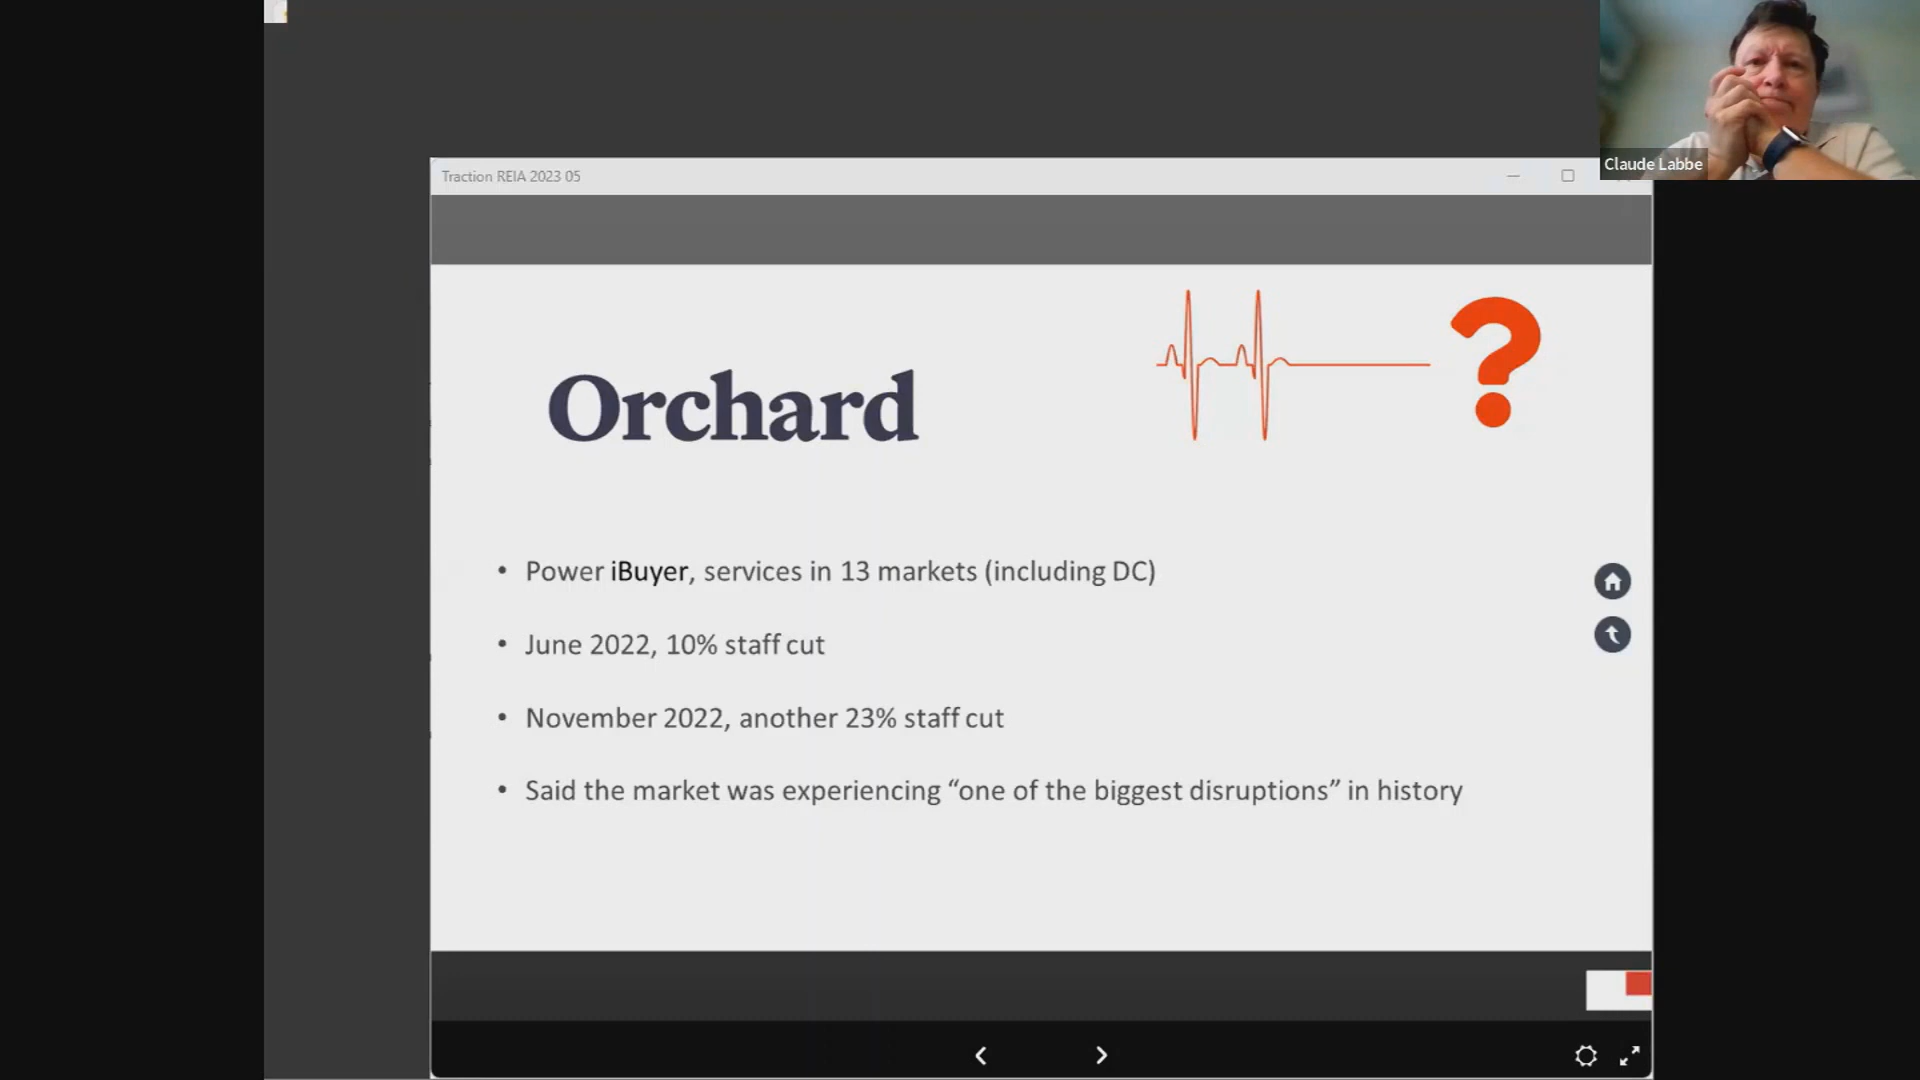 Claude Labbe
Traction REIA 2023 05
?
Orchard
• Power iBuyer, services in 13 markets (including DC)
• June 2022, 10% staff cut
• November 2022, another 23% staff cut
• Said the market was experiencing “one of the biggest disruptions” in history